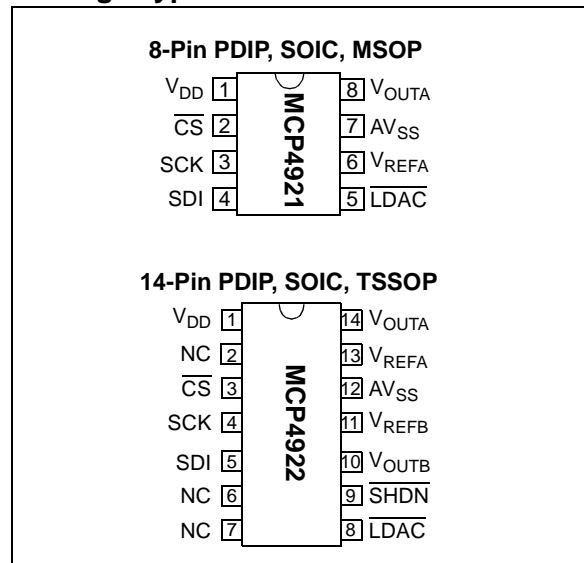 8-Pin PDIP, SOIC, MSOP
VDD 1 MCP4921 8 VOUTA
CS 2 7 AVSS
SCK 3 6 VREFA
SDI 4 5 LDAC
14-Pin PDIP, SOIC, TSSOP
VDD 1 MCP4922 14 VOUTA
NC 2 13 VREFA
CS 3 12 AVSS
SCK 4 11 VREFB
SDI 5 10 VOUTB
NC 6 9 SHDN
NC 7 8 LDAC